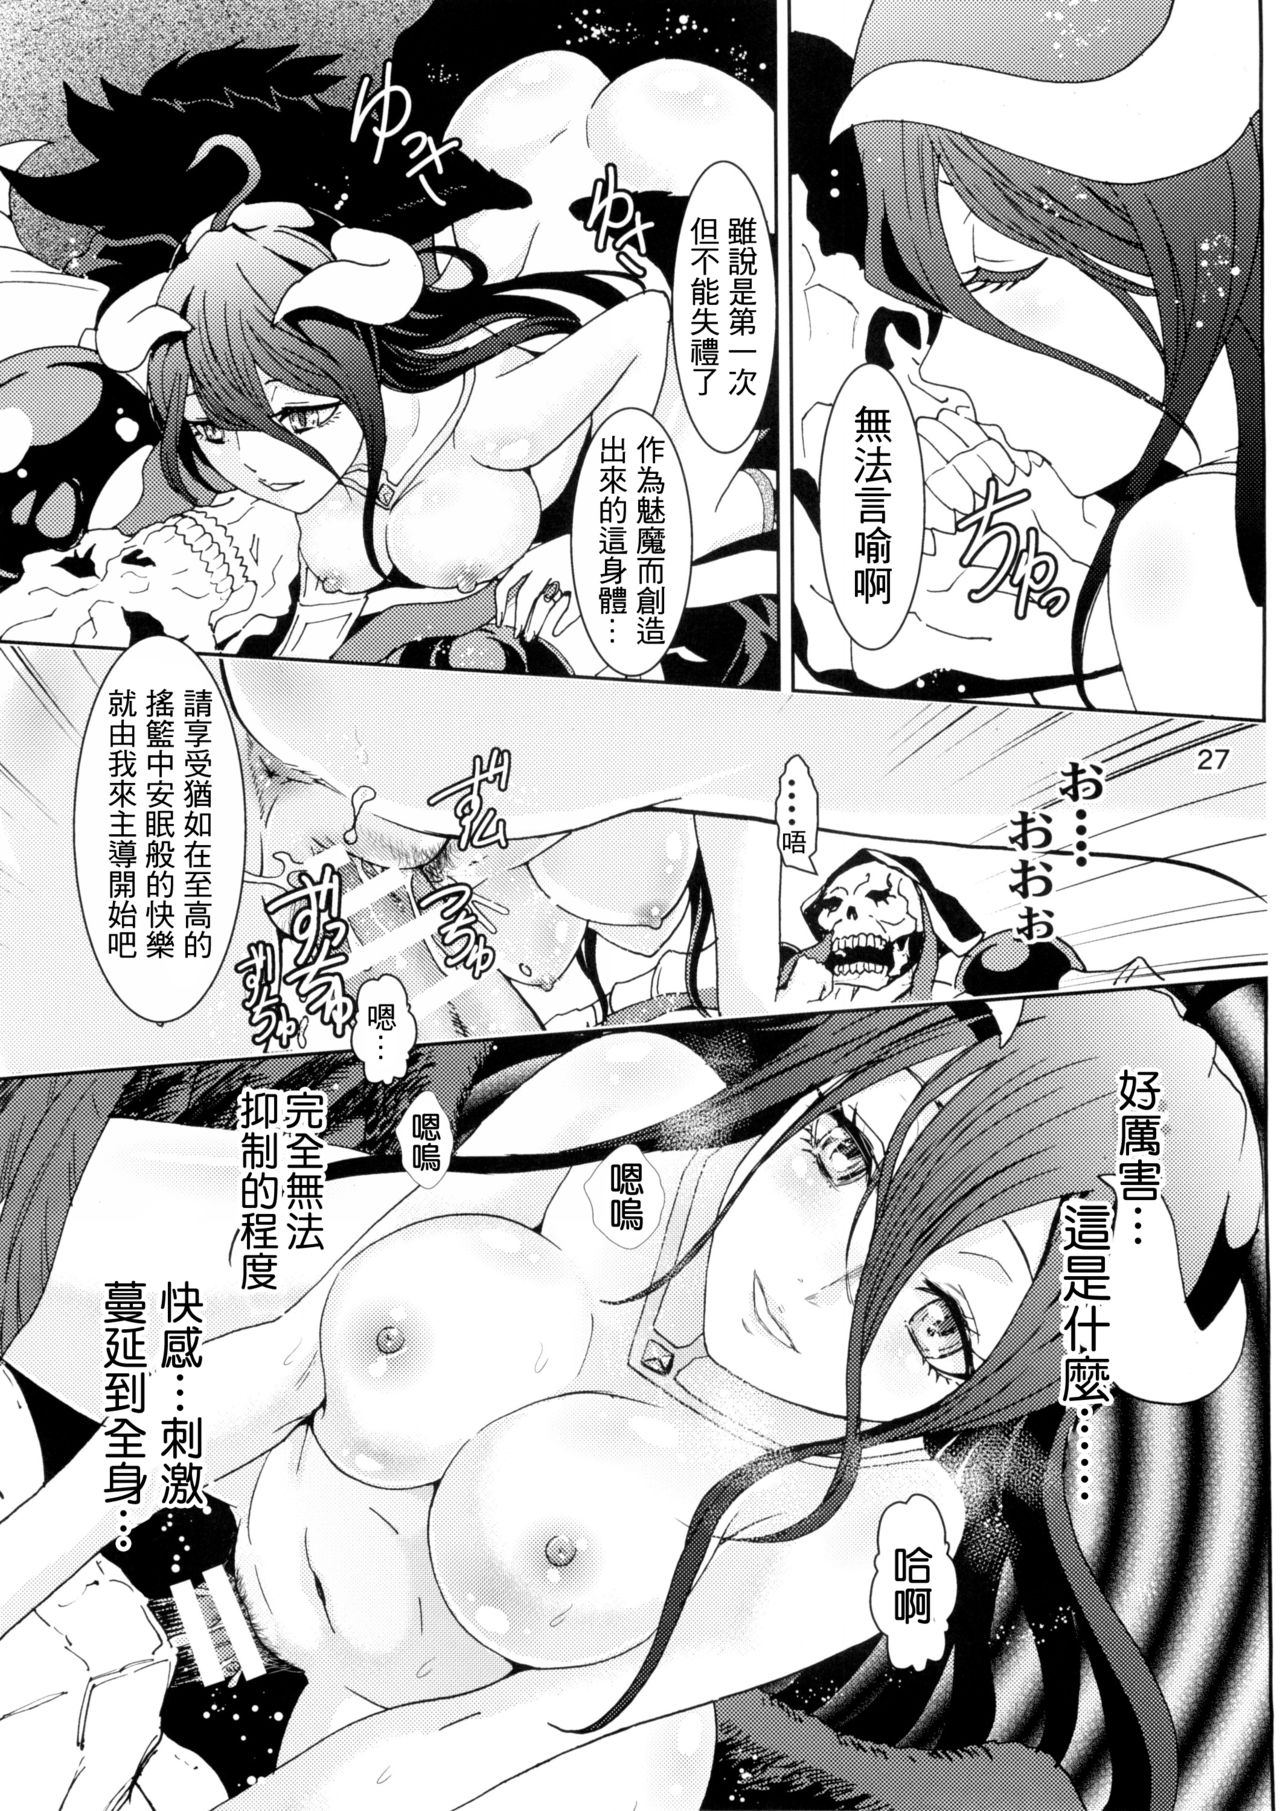 無法言喻啊
ちゅっ
ゆっさー
ゆさっ
雖說是第一次
但不能失禮了
作為魅魔而創造
出來的這身體…
27
お…
おおぉ
……唔
請享受猶如在至高的
搖籃中安眠般的快樂
就由我來主導開始吧
嗯…
好厲害…
這是什麼……
嗯嗚
嗯嗚
完全無法
抑制的程度
快感…刺激
蔓延到全身…
哈啊